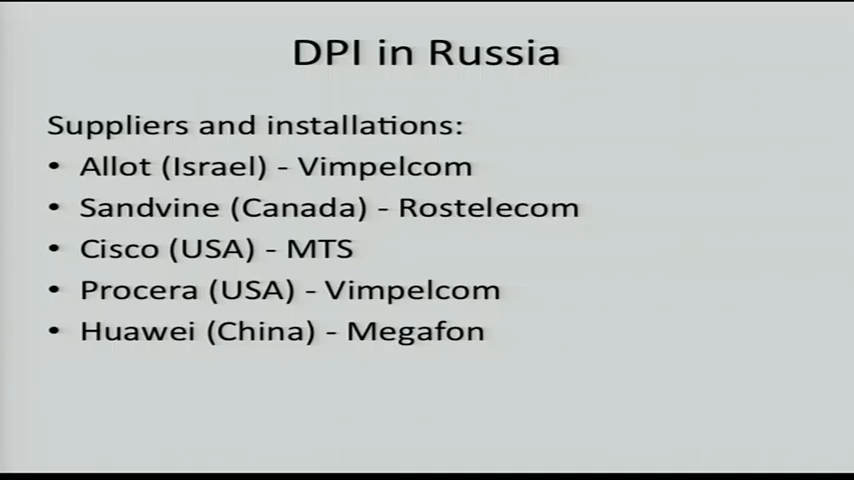 DPI in Russia
Suppliers and installations:
• Allot (Israel) - Vimpelcom
• Sandvine (Canada) - Rostelecom
• Cisco (USA) - MTS
• Procera (USA) - Vimpelcom
• Huawei (China) - Megafon